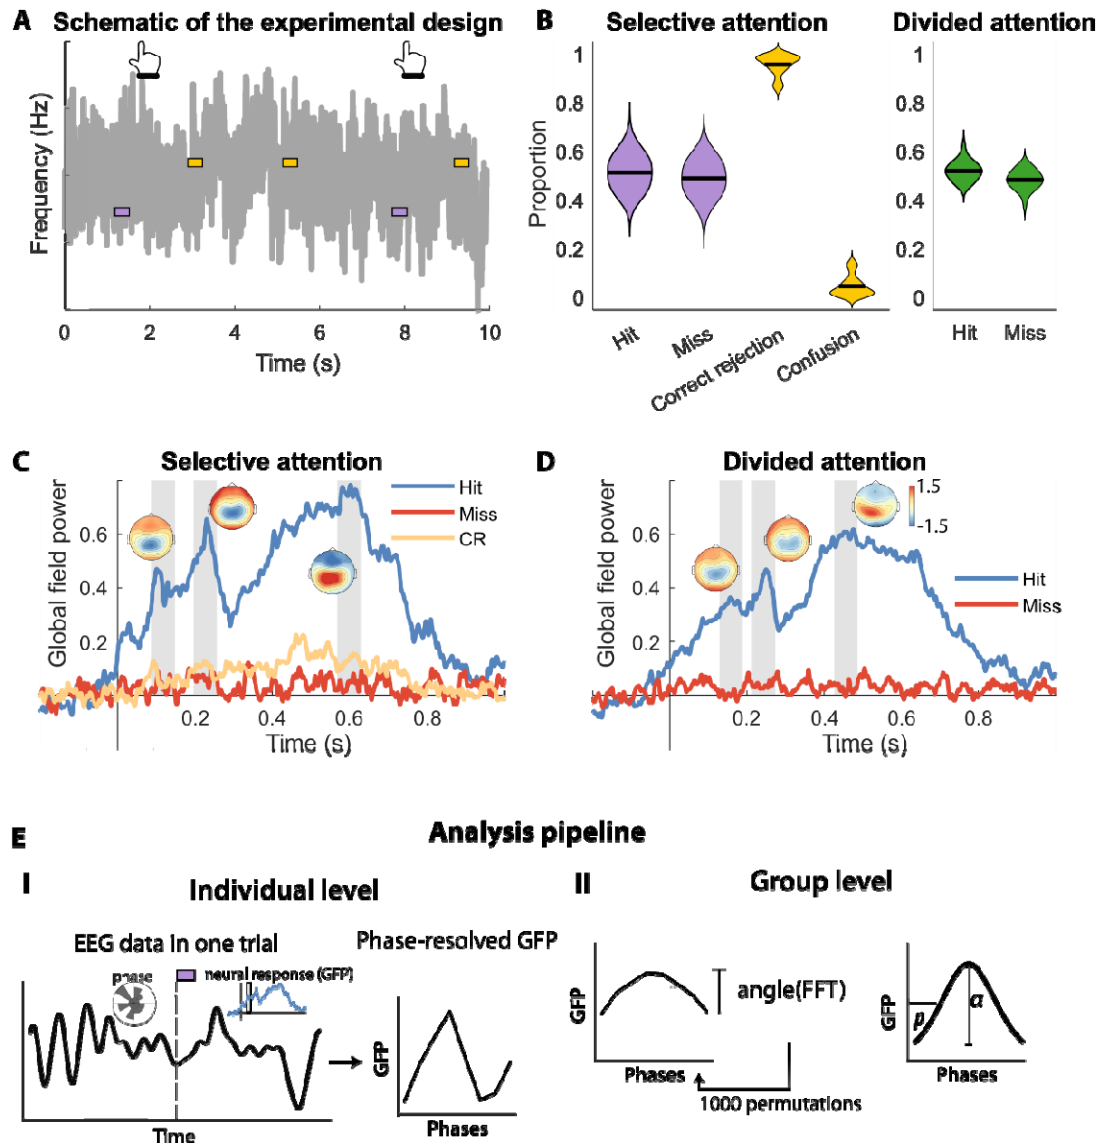 A Schematic of the experimental design
Frequency (Hz)
0 2 4 6 8 10
Time (s)
B Selective attention Divided attention
Proportion
1 1
0.8 0.8
0.6 0.6
0.4 0.4
0.2 0.2
0 0
Hit Miss Correct rejection Confusion
Hit Miss
C Selective attention
Global field power
0.6
0.4
0.2
Hit
Miss
CR
0.2 0.4 0.6 0.8
Time (s)
D Divided attention
Global field power
0.6
0.4
0.2
1.5
-1.5
Hit
Miss
0.2 0.4 0.6 0.8
Time (s)
E Analysis pipeline
I Individual level
EEG data in one trial
phase
neural response (GFP)
Time
Phase-resolved GFP
GFP
Phases
II Group level
GFP
Phases
angle(FFT)
1000 permutations
GFP
p
a
Phases